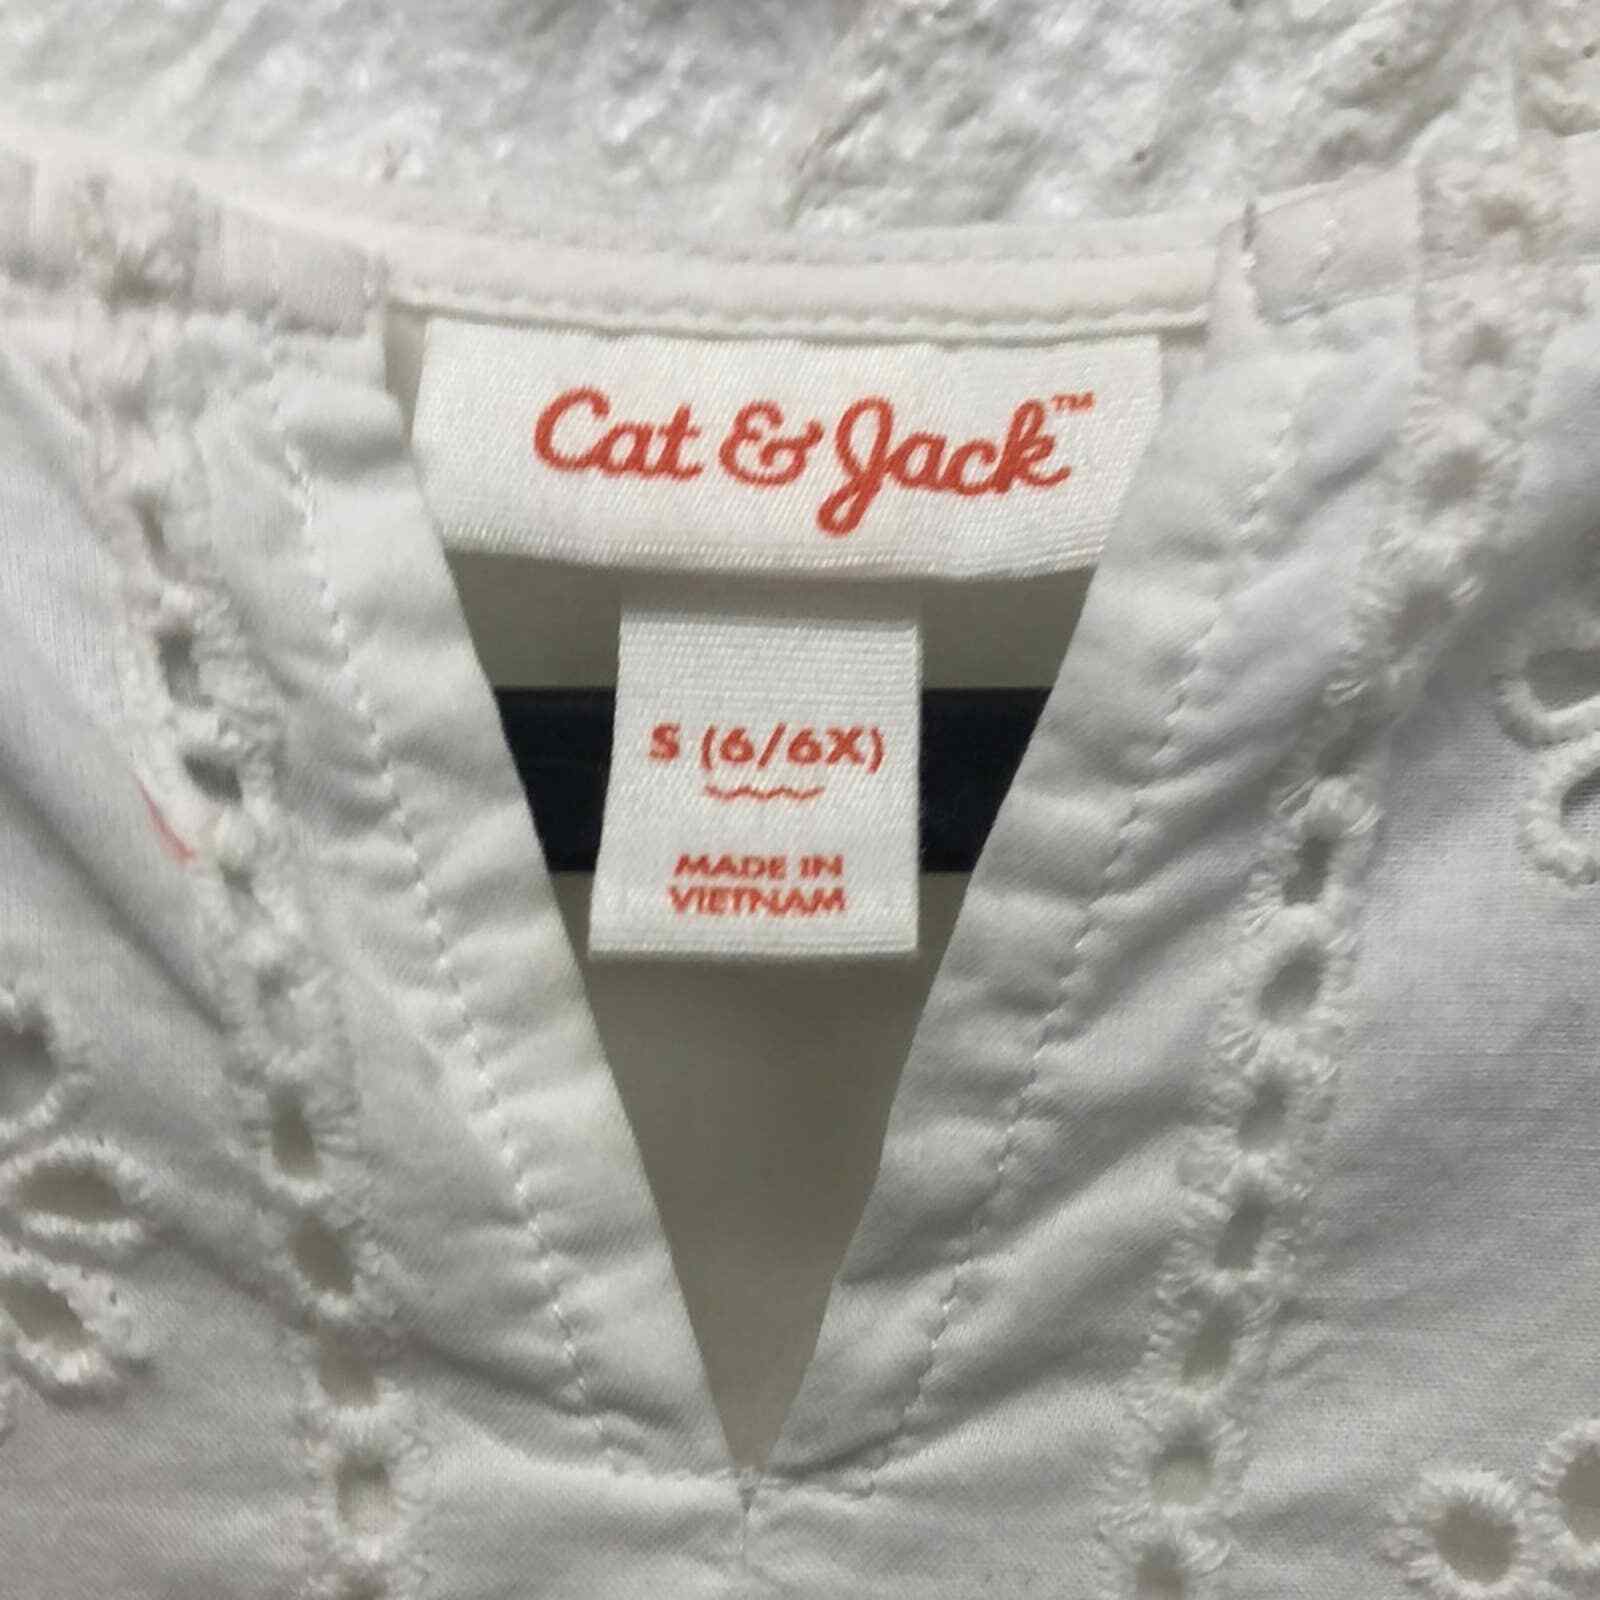 Cat & Jack™
S (6/6X)
MADE IN
VIETNAM